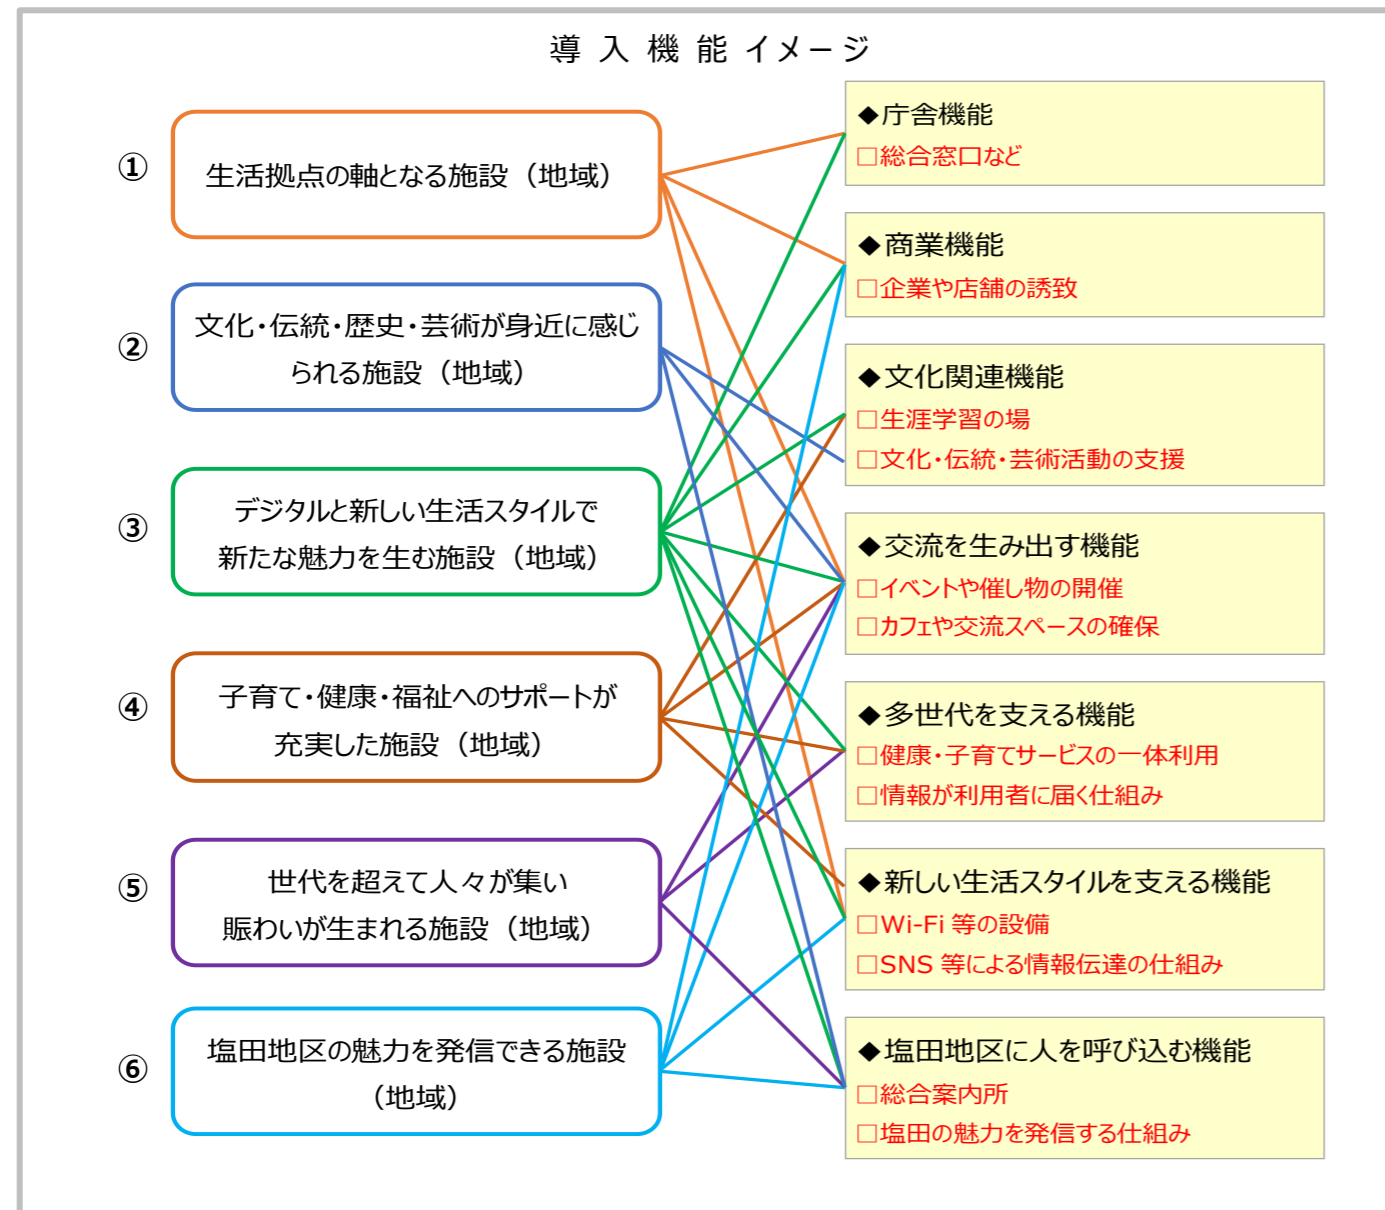 導入機能イメージ
①
生活拠点の軸となる施設（地域）
②
文化・伝統・歴史・芸術が身近に感じ
られる施設（地域）
③
デジタルと新しい生活スタイルで
新たな魅力を生む施設（地域）
④
子育て・健康・福祉へのサポートが
充実した施設（地域）
⑤
世代を超えて人々が集い
賑わいが生まれる施設（地域）
⑥
塩田地区の魅力を発信できる施設
（地域）
◆庁舎機能
□総合窓口など
◆商業機能
□企業や店舗の誘致
◆文化関連機能
□生涯学習の場
□文化・伝統・芸術活動の支援
◆交流を生み出す機能
□イベントや催し物の開催
□カフェや交流スペースの確保
◆多世代を支える機能
□健康・子育てサービスの一体利用
□情報が利用者に届く仕組み
◆新しい生活スタイルを支える機能
□Wi-Fi 等の設備
□SNS 等による情報伝達の仕組み
◆塩田地区に人を呼び込む機能
□総合案内所
□塩田の魅力を発信する仕組み